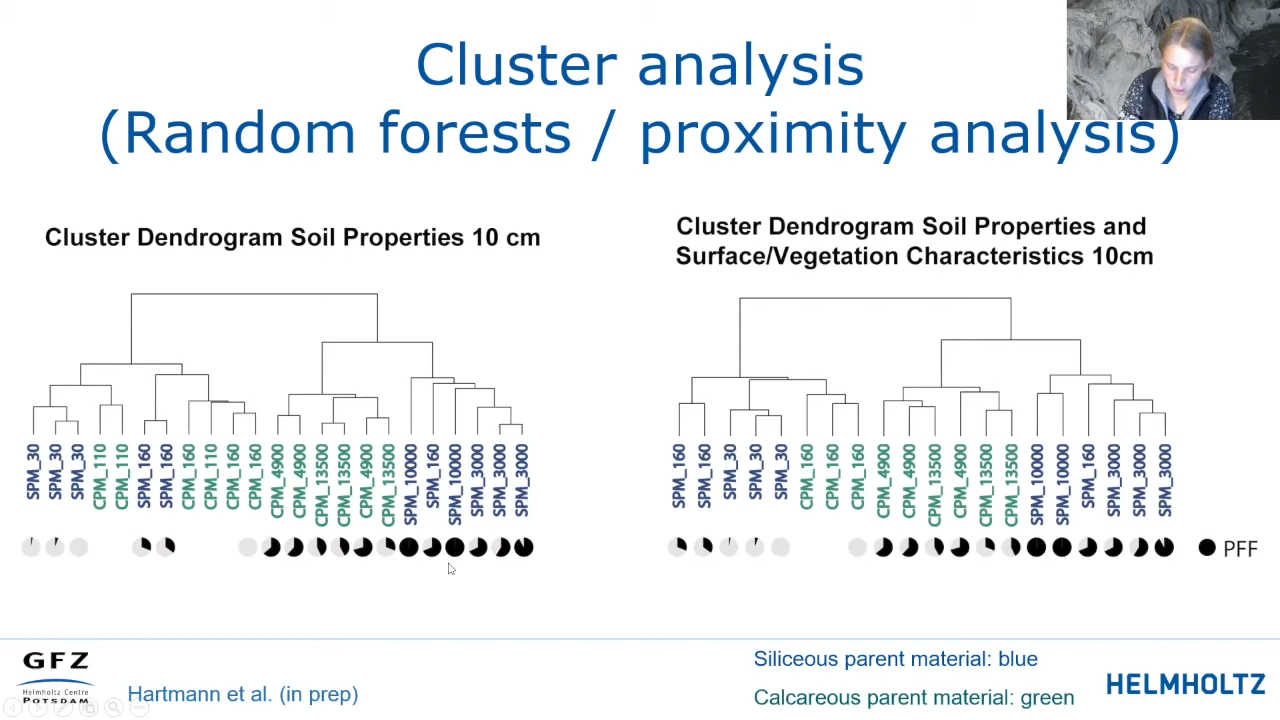 Cluster analysis
(Random forests / proximity analysis)
Cluster Dendrogram Soil Properties 10 cm
SPM_30
SPM_30
SPM_30
CPM_110
CPM_110
SPM_160
SPM_160
CPM_160
CPM_110
CPM_160
CPM_160
CPM_4900
CPM_4900
CPM_13500
CPM_13500
CPM_4900
CPM_13500
SPM_10000
SPM_160
SPM_10000
SPM_3000
SPM_3000
SPM_3000
Cluster Dendrogram Soil Properties and
Surface/Vegetation Characteristics 10cm
SPM_160
SPM_160
SPM_30
SPM_30
SPM_30
CPM_160
CPM_160
CPM_160
CPM_4900
CPM_4900
CPM_13500
CPM_4900
CPM_13500
CPM_13500
SPM_10000
SPM_10000
SPM_160
SPM_3000
SPM_3000
SPM_3000
PFF
GFZ
Helmholtz Centre
POTSDAM
Hartmann et al. (in prep)
Siliceous parent material: blue
Calcareous parent material: green
HELMHOLTZ